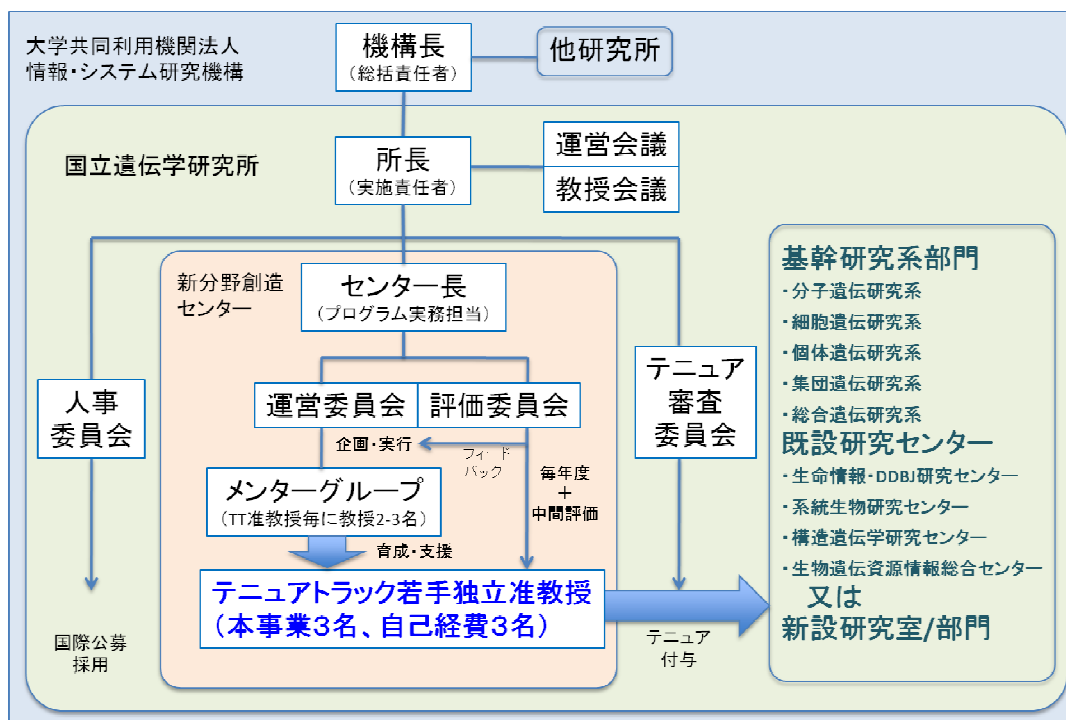 大学共同利用機関法人
情報・システム研究機構
機構長
（総括責任者）
他研究所
国立遺伝学研究所
所長
（実施責任者）
運営会議
教授会議
新分野創造
センター
センター長
（プログラム実務担当）
人事
委員会
運営委員会
評価委員会
テニュア
審査
委員会
企画・実行
フィードバック
毎年度
＋
中間評価
メンターグループ
（TT准教授毎に教授2-3名）
育成・支援
テニュアトラック若手独立准教授
（本事業３名、自己経費３名）
国際公募
採用
テニュア
付与
基幹研究系部門
・分子遺伝研究系
・細胞遺伝研究系
・個体遺伝研究系
・集団遺伝研究系
・総合遺伝研究系
既設研究センター
・生命情報・DDBJ研究センター
・系統生物研究センター
・構造遺伝学研究センター
・生物遺伝資源情報総合センター
又は
新設研究室/部門